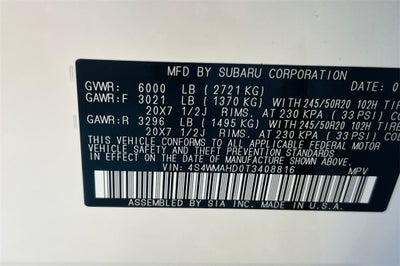 MFD BY SUBARU CORPORATION DATE: 0
GVWR: 6000 LB ( 2721 KG)
GAWR:F 3021 LB ( 1370 KG) WITH 245/50R20 102H TIR
20X7 1/2J RIMS. AT 230 KPA ( 33 PSI) CO
GAWR:R 3296 LB ( 1495 KG) WITH 245/50R20 102H TIRE
20X7 1/2J RIMS. AT 230 KPA ( 33 PSI) C
THIS VEHICLE CONFORMS TO ALL APPLICABLE FEDERAL MOTOR
VEHICLE SAFETY AND THEFT PREVENTION STANDARDS IN
EFFECT ON THE DATE OF MANUFACTURE SHOWN ABOVE.
VIN: 4S4WMAHD0T3408816 MPV
ASSEMBLED BY SIA INC. MADE IN U.S.A.